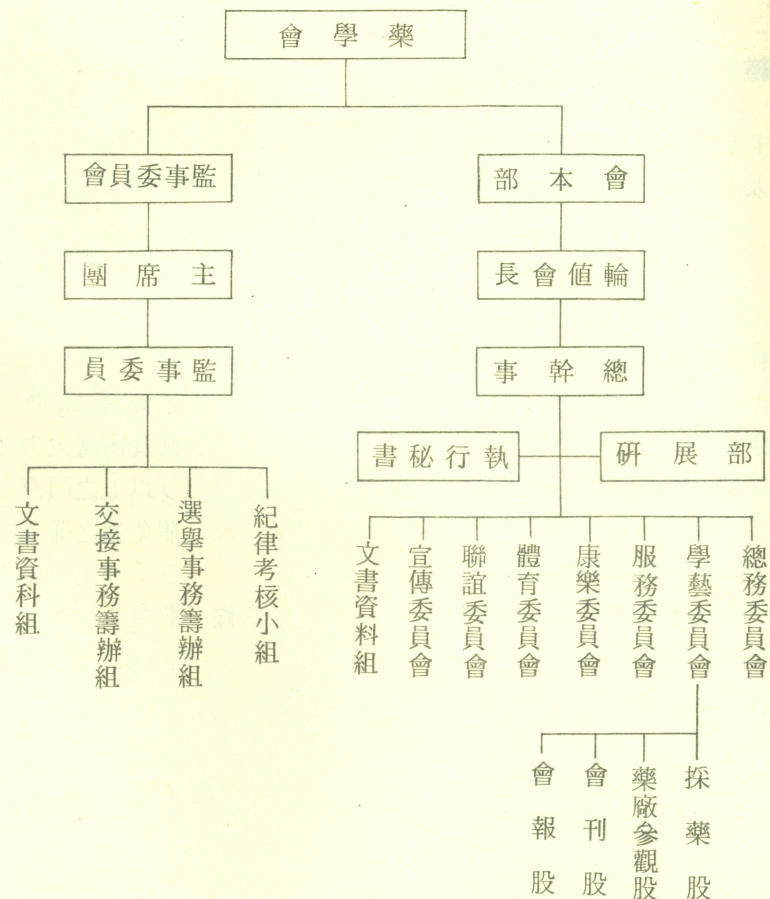 藥學會
會本部
監事委員會
輪值會長
主席團
總幹事
監事委員
研展部
執行秘書
總務委員會
學藝委員會
服務委員會
康樂委員會
體育委員會
聯誼委員會
宣傳委員會
文書資料組
紀律考核小組
選舉事務籌辦組
交接事務籌辦組
文書資科組
採藥股
藥廠參觀股
會刊股
會報股